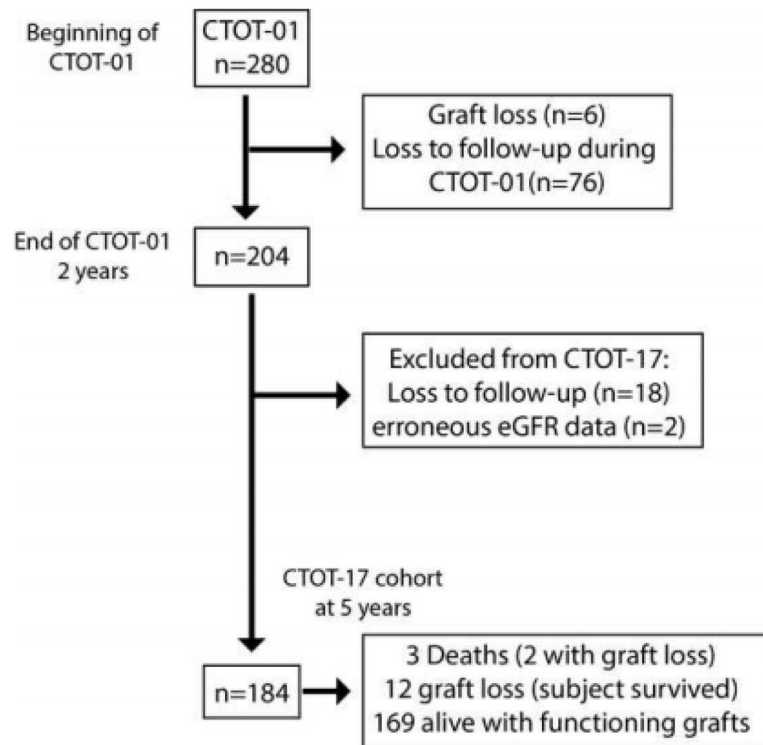 Beginning of
CTOT-01
CTOT-01
n=280
Graft loss (n=6)
Loss to follow-up during
CTOT-01(n=76)
End of CTOT-01
2 years
n=204
Excluded from CTOT-17:
Loss to follow-up (n=18)
erroneous eGFR data (n=2)
CTOT-17 cohort
at 5 years
n=184
3 Deaths (2 with graft loss)
12 graft loss (subject survived)
169 alive with functioning grafts